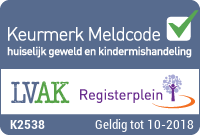 Keurmerk Meldcode
huiselijk geweld en kindermishandeling
LVAK Registerplein
K2538 Geldig tot 10-2018